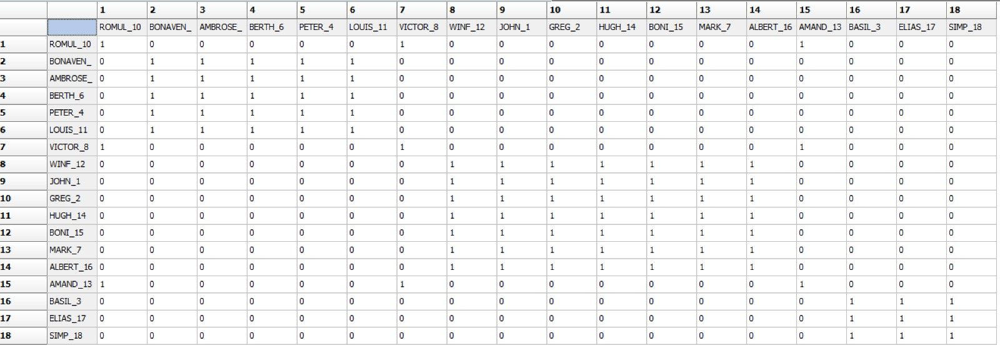 1 2 3 4 5 6 7 8 9 10 11 12 13 14 15 16 17 18
ROMUL_10 BONAVEN_ AMBROSE_ BERTH_6 PETER_4 LOUIS_11 VICTOR_8 WINF_12 JOHN_1 GREG_2 HUGH_14 BONI_15 MARK_7 ALBERT_16 AMAND_13 BASIL_3 ELIAS_17 SIMP_18
1 ROMUL_10 1 0 0 0 0 0 1 0 0 0 0 0 0 0 1 0 0 0
2 BONAVEN_ 0 1 1 1 1 1 0 0 0 0 0 0 0 0 0 0 0 0
3 AMBROSE_ 0 1 1 1 1 1 0 0 0 0 0 0 0 0 0 0 0 0
4 BERTH_6 0 1 1 1 1 1 0 0 0 0 0 0 0 0 0 0 0 0
5 PETER_4 0 1 1 1 1 1 0 0 0 0 0 0 0 0 0 0 0 0
6 LOUIS_11 0 1 1 1 1 1 0 0 0 0 0 0 0 0 0 0 0 0
7 VICTOR_8 1 0 0 0 0 0 1 0 0 0 0 0 0 0 1 0 0 0
8 WINF_12 0 0 0 0 0 0 0 1 1 1 1 1 1 1 0 0 0 0
9 JOHN_1 0 0 0 0 0 0 0 1 1 1 1 1 1 1 0 0 0 0
10 GREG_2 0 0 0 0 0 0 0 1 1 1 1 1 1 1 0 0 0 0
11 HUGH_14 0 0 0 0 0 0 0 1 1 1 1 1 1 1 0 0 0 0
12 BONI_15 0 0 0 0 0 0 0 1 1 1 1 1 1 1 0 0 0 0
13 MARK_7 0 0 0 0 0 0 0 1 1 1 1 1 1 1 0 0 0 0
14 ALBERT_16 0 0 0 0 0 0 0 1 1 1 1 1 1 1 0 0 0 0
15 AMAND_13 1 0 0 0 0 0 1 0 0 0 0 0 0 0 1 0 0 0
16 BASIL_3 0 0 0 0 0 0 0 0 0 0 0 0 0 0 0 1 1 1
17 ELIAS_17 0 0 0 0 0 0 0 0 0 0 0 0 0 0 0 1 1 1
18 SIMP_18 0 0 0 0 0 0 0 0 0 0 0 0 0 0 0 1 1 1